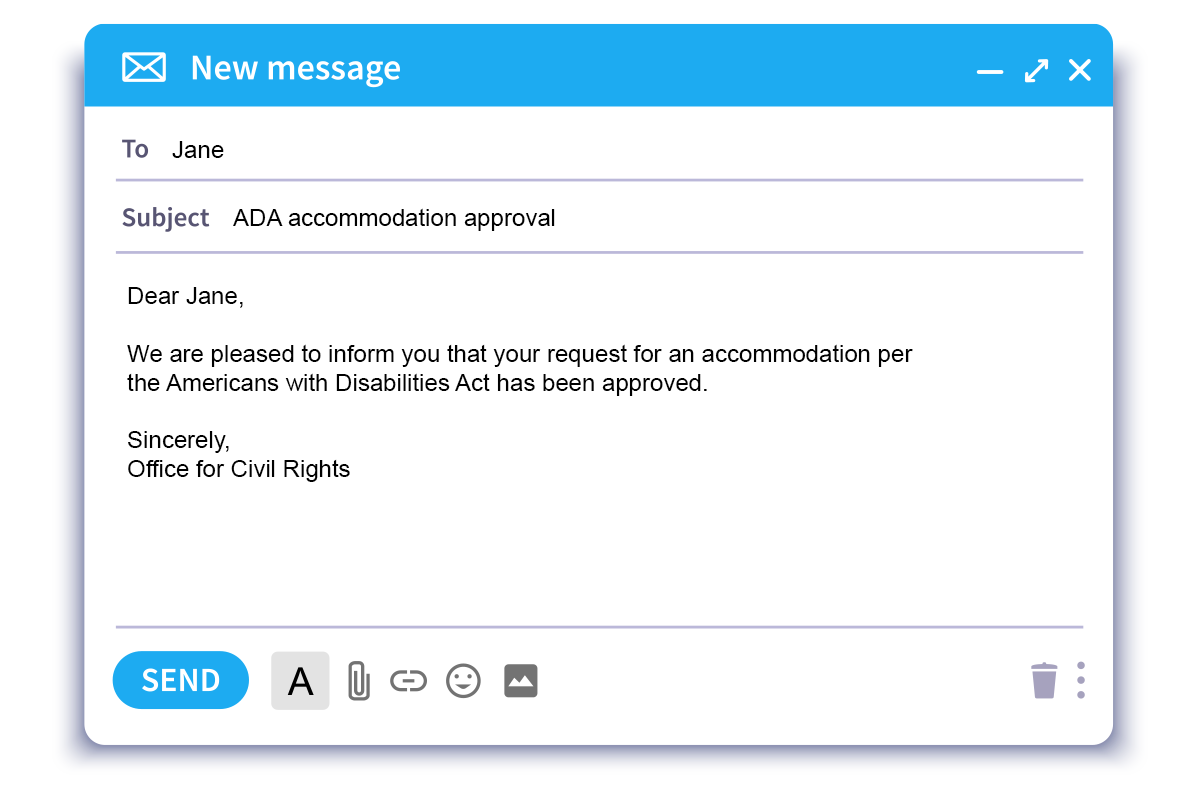 New message
To Jane
Subject ADA accommodation approval
Dear Jane,
We are pleased to inform you that your request for an accommodation per
the Americans with Disabilities Act has been approved.
Sincerely,
Office for Civil Rights
SEND A